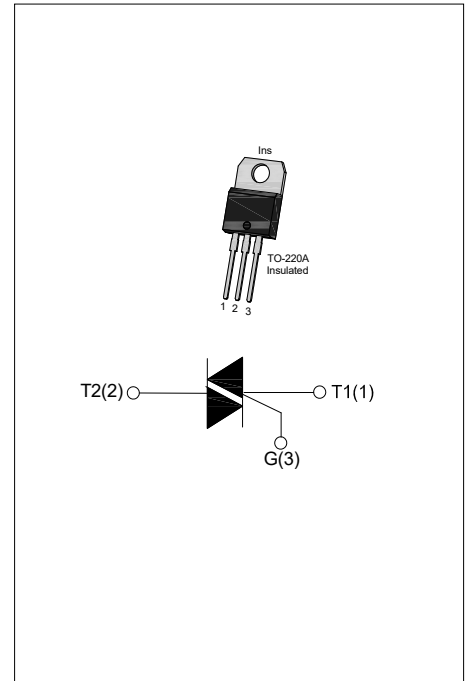 Ins
TO-220A
Insulated
1 2 3
T2(2) T1(1)
G(3)